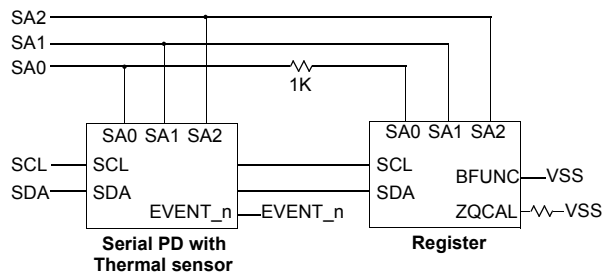 SA2
SA1
SA0
1K
SA0 SA1 SA2
SA0 SA1 SA2
SCL
SCL
SCL
SDA
SDA
SDA
BFUNC
VSS
EVENT_n
EVENT_n
ZQCAL
VSS
Serial PD with
Thermal sensor
Register